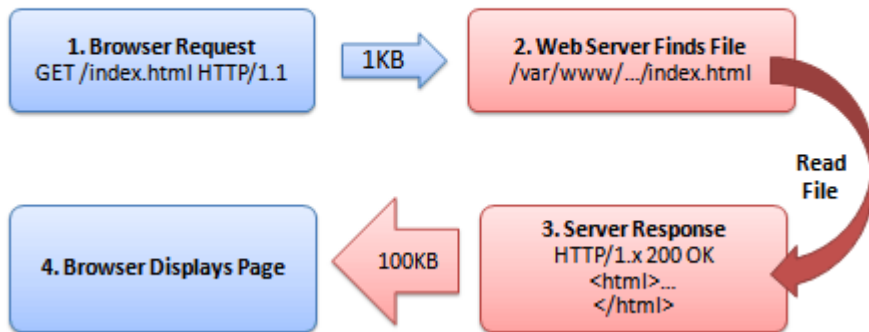 1. Browser Request
GET /index.html HTTP/1.1
1KB
2. Web Server Finds File
/var/www/.../index.html
Read
File
3. Server Response
HTTP/1.x 200 OK
<html>...
</html>
100KB
4. Browser Displays Page